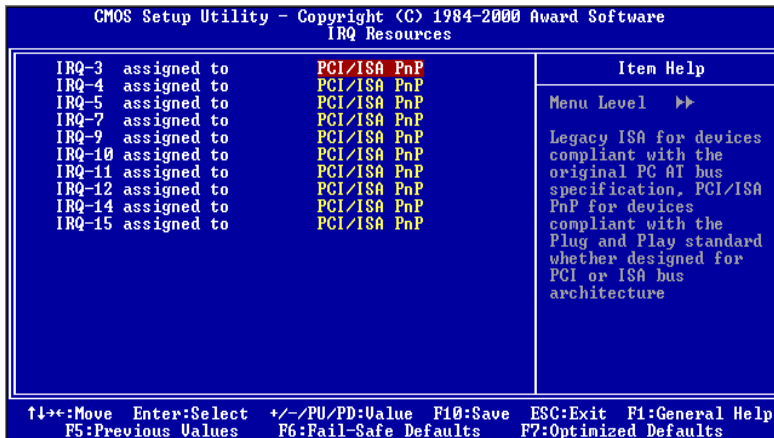 CMOS Setup Utility - Copyright (C) 1984-2000 Award Software
IRQ Resources
IRQ-3 assigned to PCI/ISA PnP
IRQ-4 assigned to PCI/ISA PnP
IRQ-5 assigned to PCI/ISA PnP
IRQ-7 assigned to PCI/ISA PnP
IRQ-9 assigned to PCI/ISA PnP
IRQ-10 assigned to PCI/ISA PnP
IRQ-11 assigned to PCI/ISA PnP
IRQ-12 assigned to PCI/ISA PnP
IRQ-14 assigned to PCI/ISA PnP
IRQ-15 assigned to PCI/ISA PnP
Item Help
Menu Level ▸▸
Legacy ISA for devices
compliant with the
original PC AT bus
specification, PCI/ISA
PnP for devices
compliant with the
Plug and Play standard
whether designed for
PCI or ISA bus
architecture
↑↓→←:Move Enter:Select +/-/PU/PD:Value F10:Save ESC:Exit F1:General Help
F5:Previous Values F6:Fail-Safe Defaults F7:Optimized Defaults